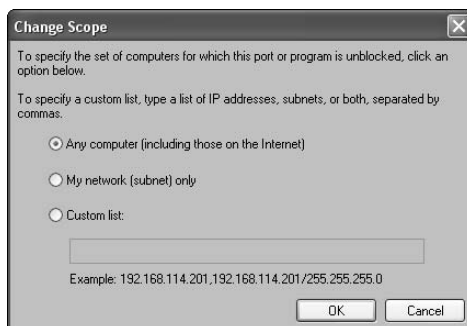 Change Scope
To specify the set of computers for which this port or program is unblocked, click an
option below.
To specify a custom list, type a list of IP addresses, subnets, or both, separated by
commas.
Any computer (including those on the Internet)
My network (subnet) only
Custom list:
Example: 192.168.114.201,192.168.114.201/255.255.255.0
OK
Cancel